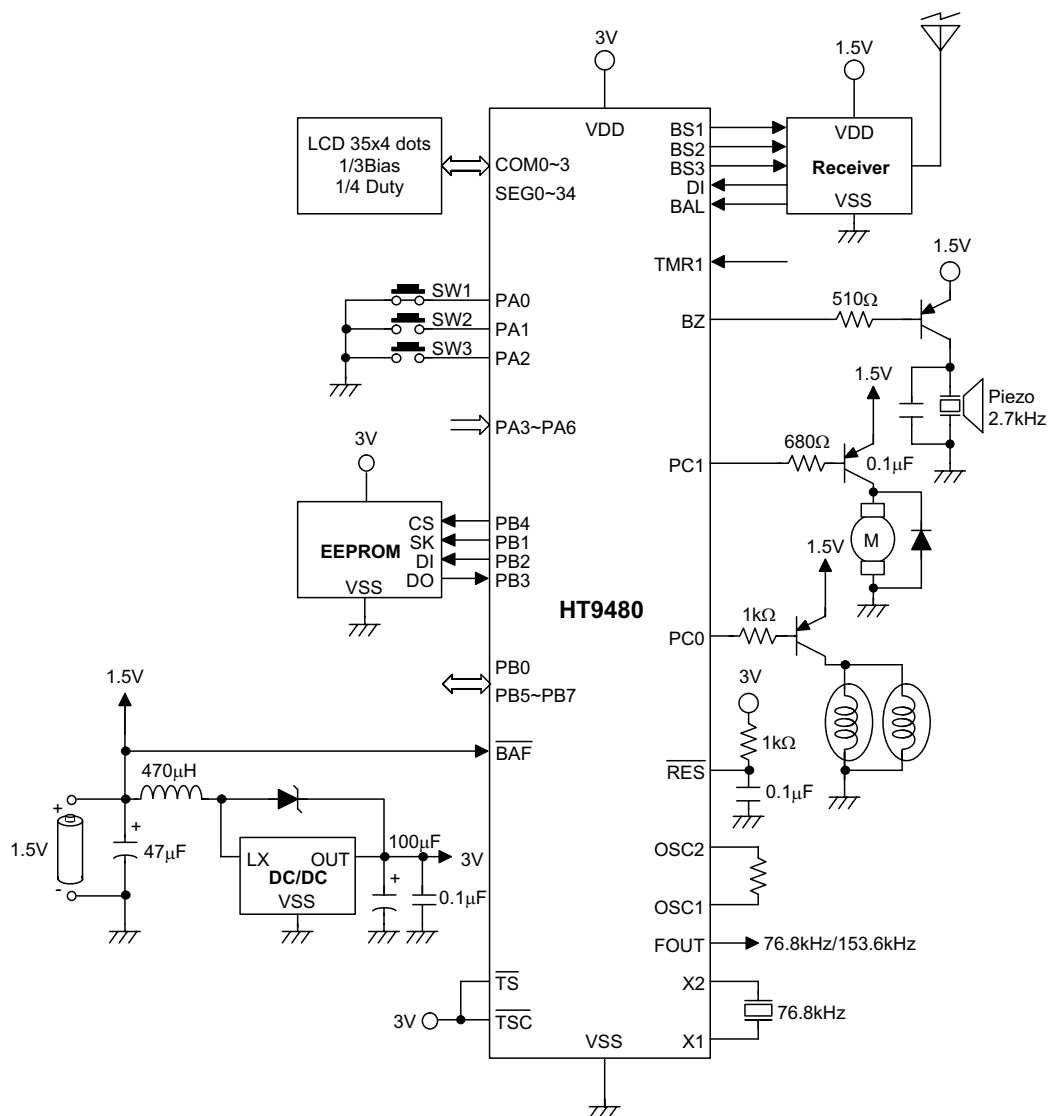 3V
1.5V
LCD 35x4 dots
1/3Bias
1/4 Duty
VDD
COM0~3
SEG0~34
BS1
BS2
BS3
DI
BAL
VDD
Receiver
VSS
TMR1
1.5V
SW1
PA0
SW2
PA1
SW3
PA2
BZ
510Ω
Piezo
2.7kHz
PA3~PA6
1.5V
PC1
680Ω
0.1µF
M
3V
EEPROM
CS
SK
DI
DO
VSS
PB4
PB1
PB2
PB3
HT9480
1.5V
PC0
1kΩ
PB0
PB5~PB7
3V
1kΩ
RES
0.1µF
1.5V
BAF
470µH
+
1.5V
-
+
47µF
LX
OUT
DC/DC
VSS
100µF
+
3V
0.1µF
OSC2
OSC1
FOUT
76.8kHz/153.6kHz
TS
3V
TSC
X2
76.8kHz
X1
VSS